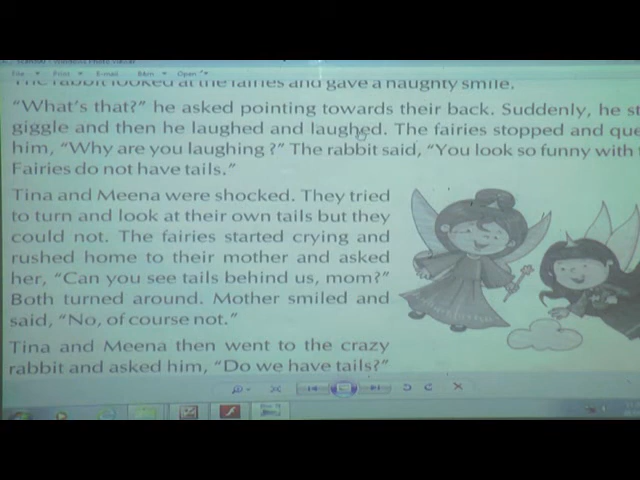 File Print E-mail Burn Open
The rabbit looked at the fairies and gave a naughty smile.
“What’s that?” he asked pointing towards their back. Suddenly, he st
giggle and then he laughed and laughed. The fairies stopped and que
him, “Why are you laughing ?” The rabbit said, “You look so funny with
Fairies do not have tails.”
Tina and Meena were shocked. They tried
to turn and look at their own tails but they
could not. The fairies started crying and
rushed home to their mother and asked
her, “Can you see tails behind us, mom?”
Both turned around. Mother smiled and
said, “No, of course not.”
Tina and Meena then went to the crazy
rabbit and asked him, “Do we have tails?”